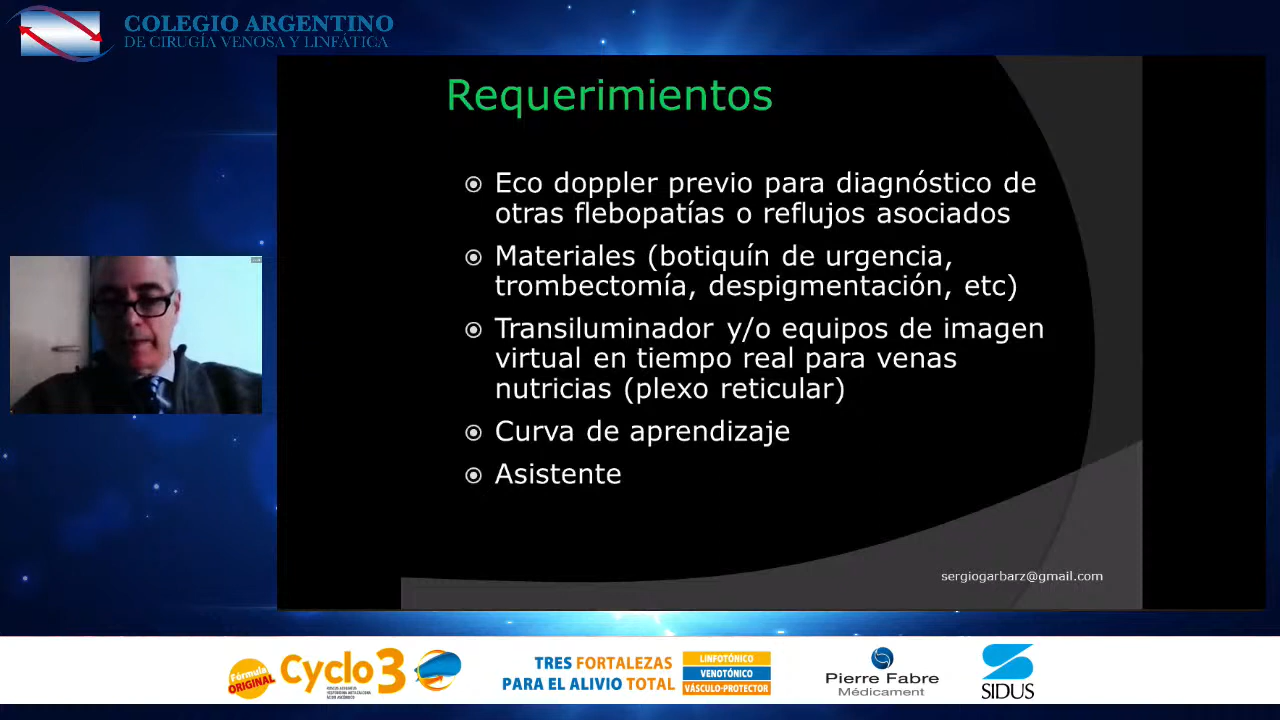 COLEGIO ARGENTINO
DE CIRUGÍA VENOSA Y LINFÁTICA
Requerimientos
Eco doppler previo para diagnóstico de
otras flebopatías o reflujos asociados
Materiales (botiquín de urgencia,
trombectomía, despigmentación, etc)
Transiluminador y/o equipos de imagen
virtual en tiempo real para venas
nutricias (plexo reticular)
Curva de aprendizaje
Asistente
sergiogarbarz@gmail.com
Fórmula
ORIGINAL
Cyclo 3
TRES FORTALEZAS
PARA EL ALIVIO TOTAL
LINFOTÓNICO
VENOTÓNICO
VÁSCULO-PROTECTOR
Pierre Fabre
Médicament
SIDUS